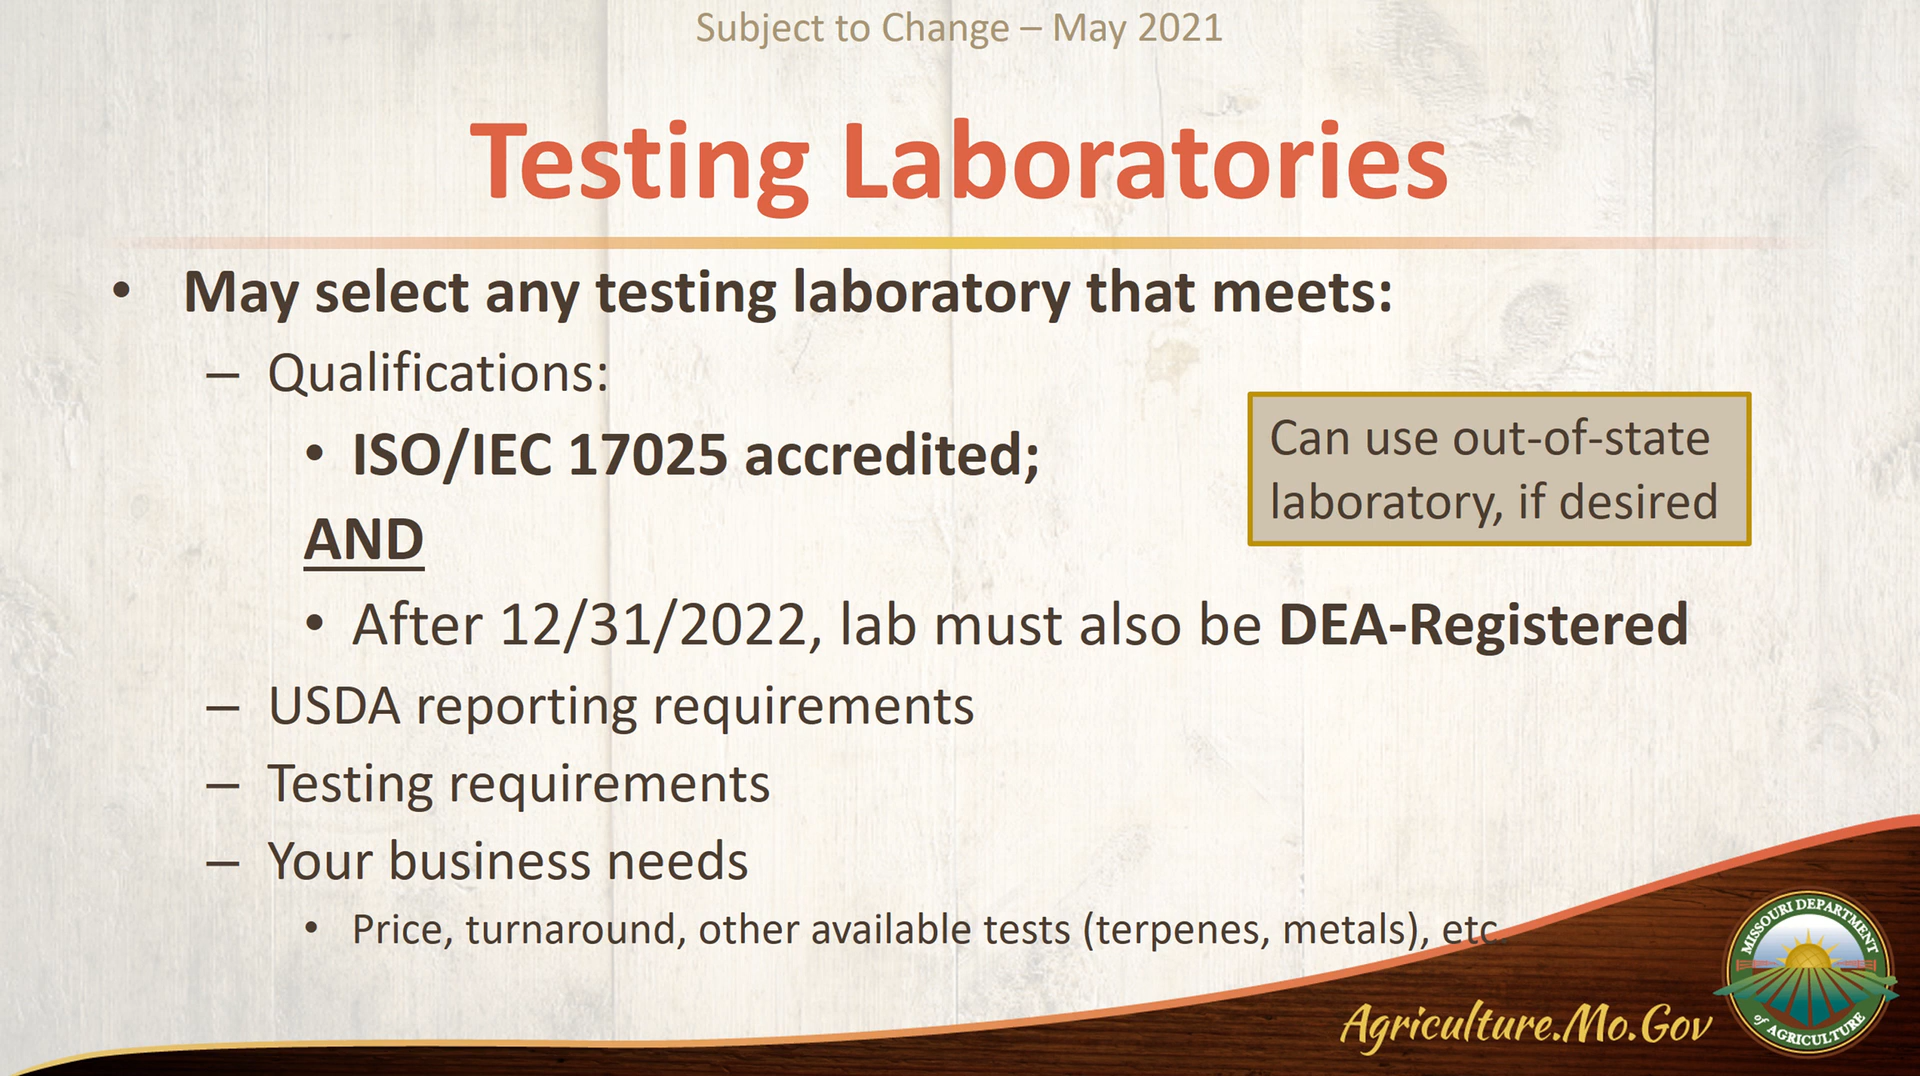 Subject to Change – May 2021
Testing Laboratories
• May select any testing laboratory that meets:
– Qualifications:
• ISO/IEC 17025 accredited;
AND
• After 12/31/2022, lab must also be DEA-Registered
– USDA reporting requirements
– Testing requirements
– Your business needs
• Price, turnaround, other available tests (terpenes, metals), etc.
Can use out-of-state
laboratory, if desired
Agriculture.Mo.Gov
MISSOURI DEPARTMENT
of AGRICULTURE